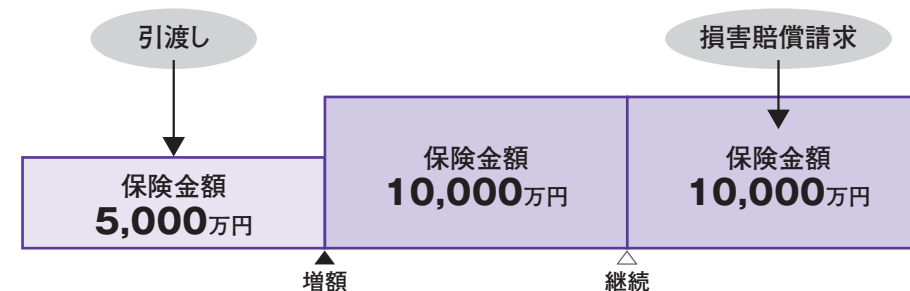 引渡し
損害賠償請求
保険金額
5,000万円
保険金額
10,000万円
保険金額
10,000万円
増額
継続